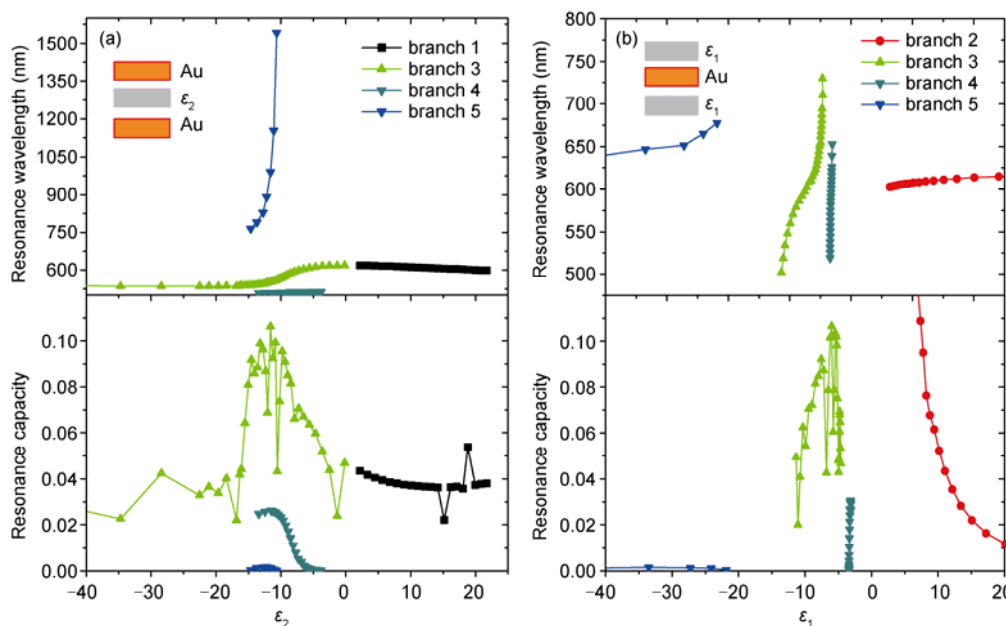 (a)
Au
ε2
Au
branch 1
branch 3
branch 4
branch 5
Resonance wavelength (nm)
1500
1350
1200
1050
900
750
600
(b)
ε1
Au
ε1
branch 2
branch 3
branch 4
branch 5
Resonance wavelength (nm)
800
750
700
650
600
550
500
Resonance capacity
0.10
0.08
0.06
0.04
0.02
0.00
−40 −30 −20 −10 0 10 20
ε2
Resonance capacity
0.10
0.08
0.06
0.04
0.02
0.00
−40 −30 −20 −10 0 10 20
ε1